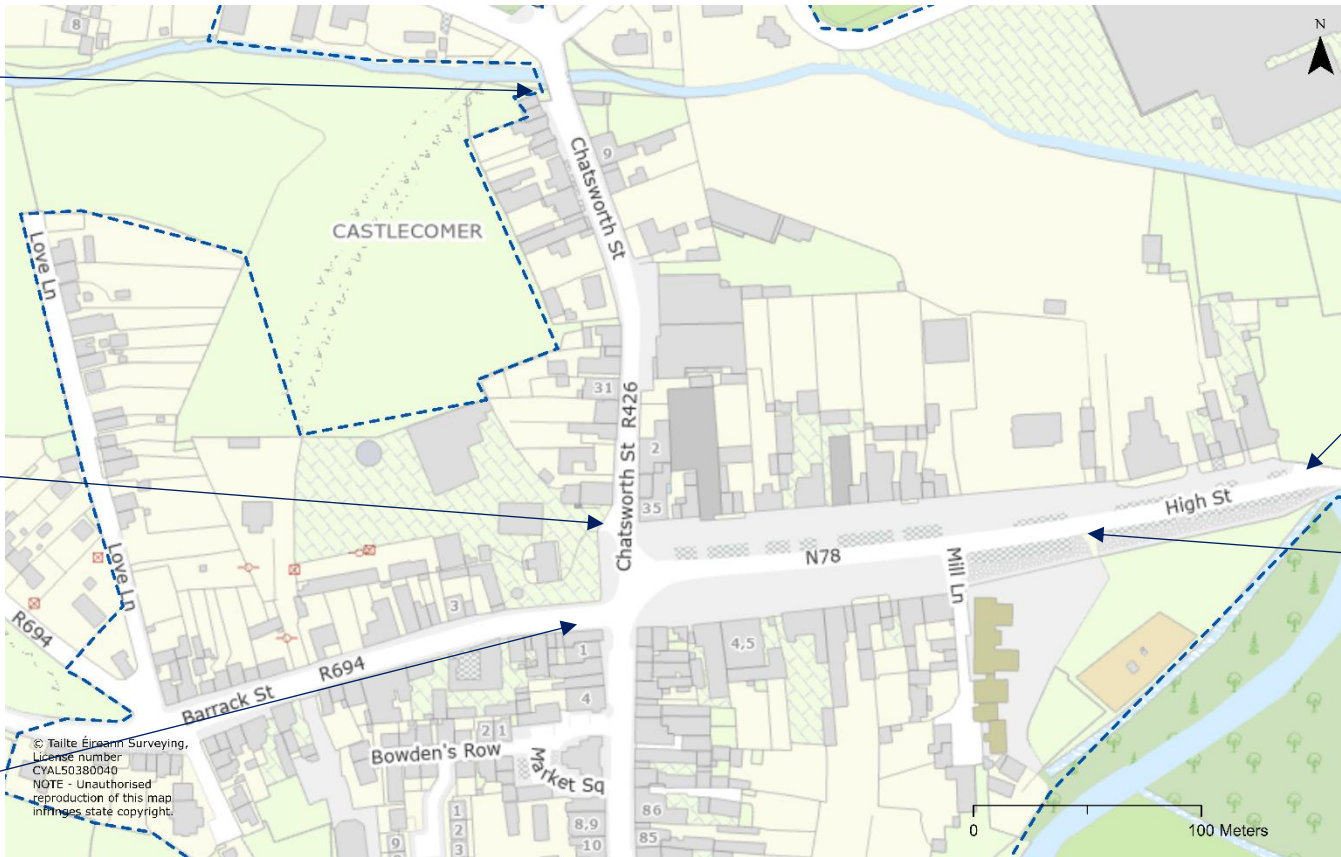 8
N
9
Chatsworth St
CASTLECOMER
Love Ln
31
Chatsworth St R426
2
35
High St
N78
Love Ln
Mill Ln
3
R694
1
4,5
R694
4
Barrack St
2 1
Bowden's Row
Market Sq
© Tailte Éireann Surveying,
License number
CYAL50380040
NOTE - Unauthorised
reproduction of this map
infringes state copyright.
1
2
3
9
8,9
10
86
85
0 100 Meters